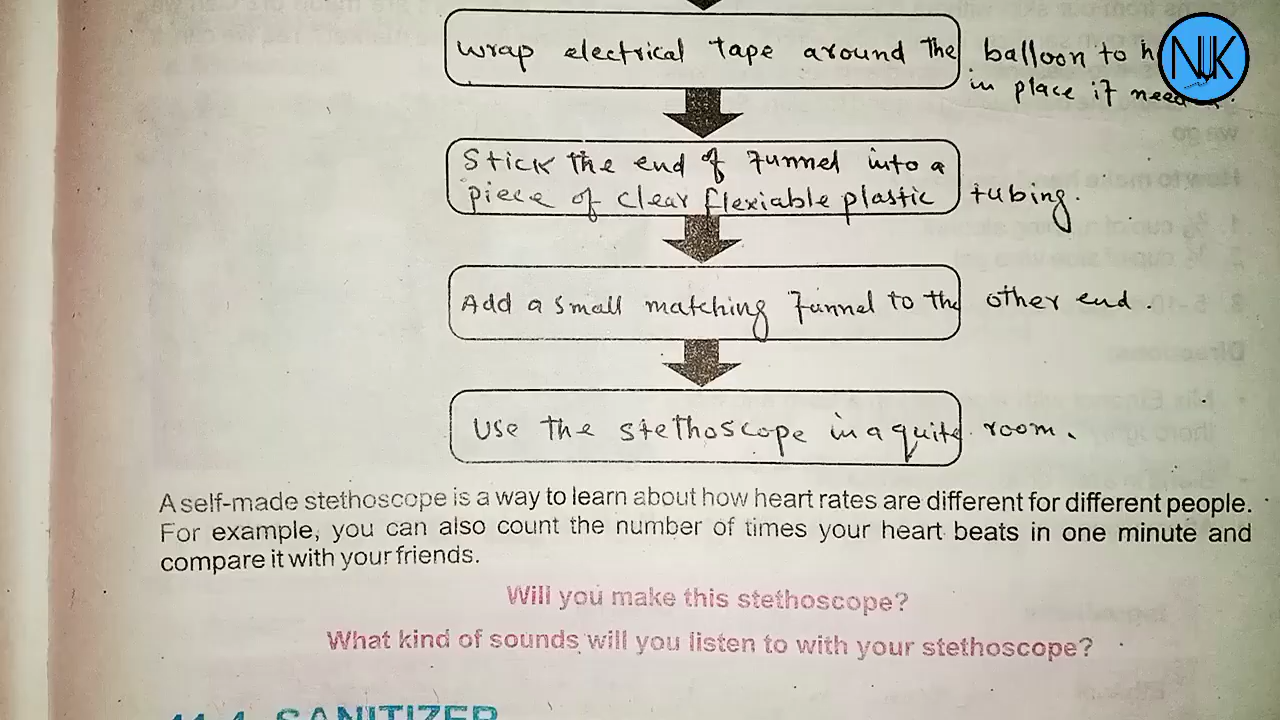 wrap electrical tape around the balloon to
in place if
NJK
Stick the end of funnel into a
piece of clear flexiable plastic tubing.
Add a small matching funnel to the other end.
Use the stethoscope in a quite room.
A self-made stethoscope is a way to learn about how heart rates are different for different people.
For example, you can also count the number of times your heart beats in one minute and
compare it with your friends.
Will you make this stethoscope?
What kind of sounds will you listen to with your stethoscope?
SANITIZER